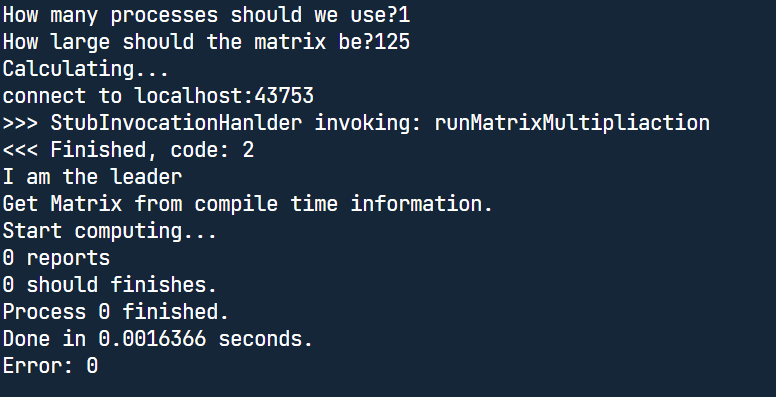 How many processes should we use?1
How large should the matrix be?125
Calculating...
connect to localhost:43753
>>> StubInvocationHanlder invoking: runMatrixMultipliaction
<<< Finished, code: 2
I am the leader
Get Matrix from compile time information.
Start computing...
0 reports
0 should finishes.
Process 0 finished.
Done in 0.0016366 seconds.
Error: 0